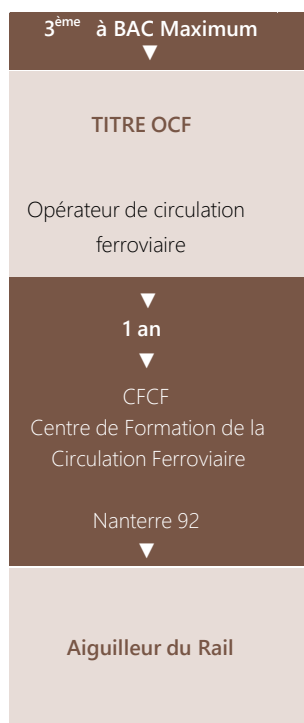 3ème à BAC Maximum
▼
TITRE OCF
Opérateur de circulation
ferroviaire
▼
1 an
▼
CFCF
Centre de Formation de la
Circulation Ferroviaire
Nanterre 92
▼
Aiguilleur du Rail